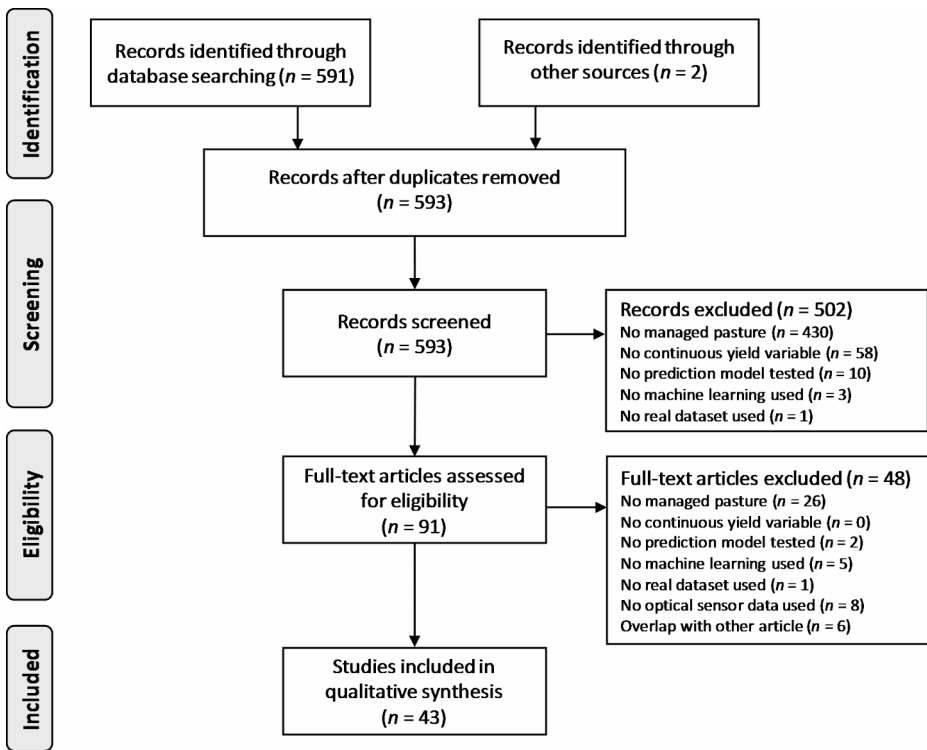 Identification
Records identified through
database searching (n = 591)
Records identified through
other sources (n = 2)
Records after duplicates removed
(n = 593)
Screening
Records screened
(n = 593)
Records excluded (n = 502)
No managed pasture (n = 430)
No continuous yield variable (n = 58)
No prediction model tested (n = 10)
No machine learning used (n = 3)
No real dataset used (n = 1)
Eligibility
Full-text articles assessed
for eligibility
(n = 91)
Full-text articles excluded (n = 48)
No managed pasture (n = 26)
No continuous yield variable (n = 0)
No prediction model tested (n = 2)
No machine learning used (n = 5)
No real dataset used (n = 1)
No optical sensor data used (n = 8)
Overlap with other article (n = 6)
Included
Studies included in
qualitative synthesis
(n = 43)